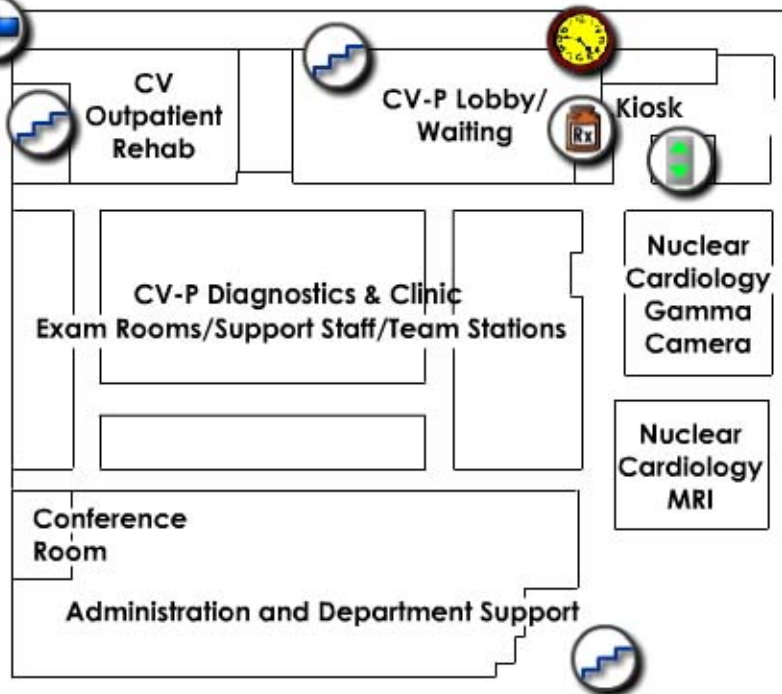 CV
Outpatient
Rehab
CV-P Lobby/
Waiting
Rx
Kiosk
CV-P Diagnostics & Clinic
Exam Rooms/Support Staff/Team Stations
Nuclear
Cardiology
Gamma
Camera
Nuclear
Cardiology
MRI
Conference
Room
Administration and Department Support